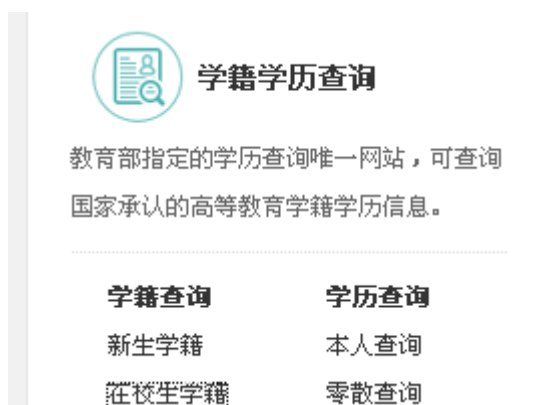 学籍学历查询
教育部指定的学历查询唯一网站，可查询
国家承认的高等教育学籍学历信息。
学籍查询 学历查询
新生学籍 本人查询
在校生学籍 零散查询